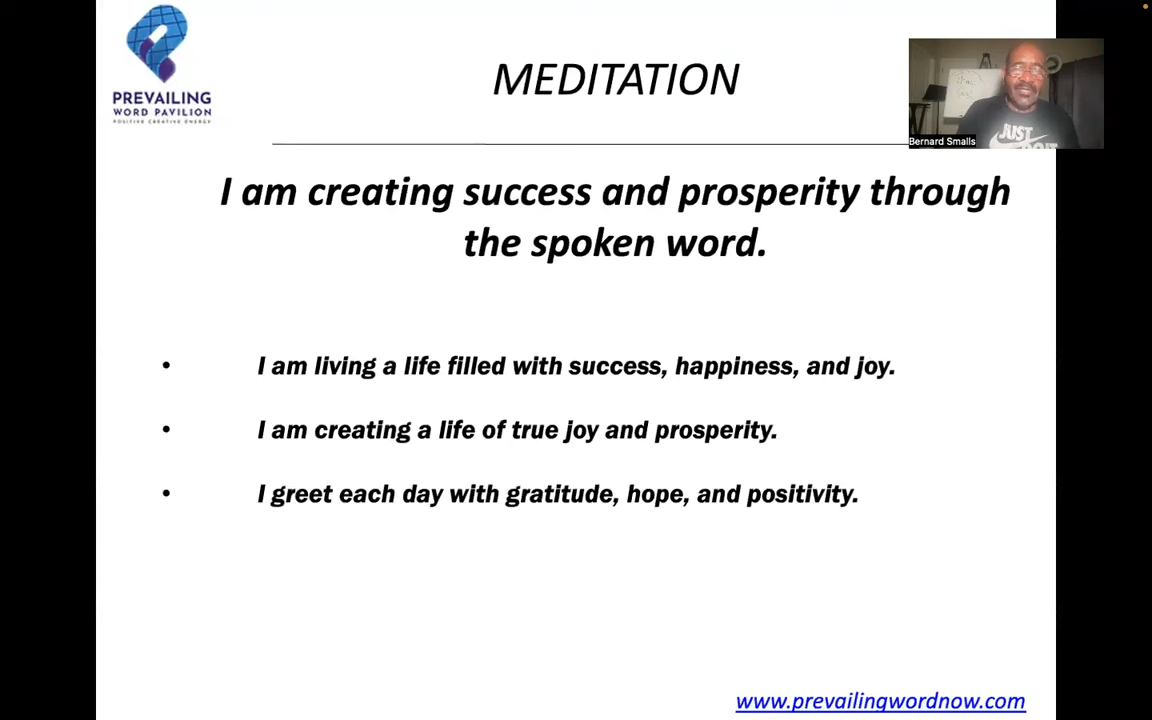 PREVAILING
WORD PAVILION
POSITIVE CREATIVE ENERGY
MEDITATION
Bernard Smalls
JUST
I am creating success and prosperity through
the spoken word.
• I am living a life filled with success, happiness, and joy.
• I am creating a life of true joy and prosperity.
• I greet each day with gratitude, hope, and positivity.
www.prevailingwordnow.com